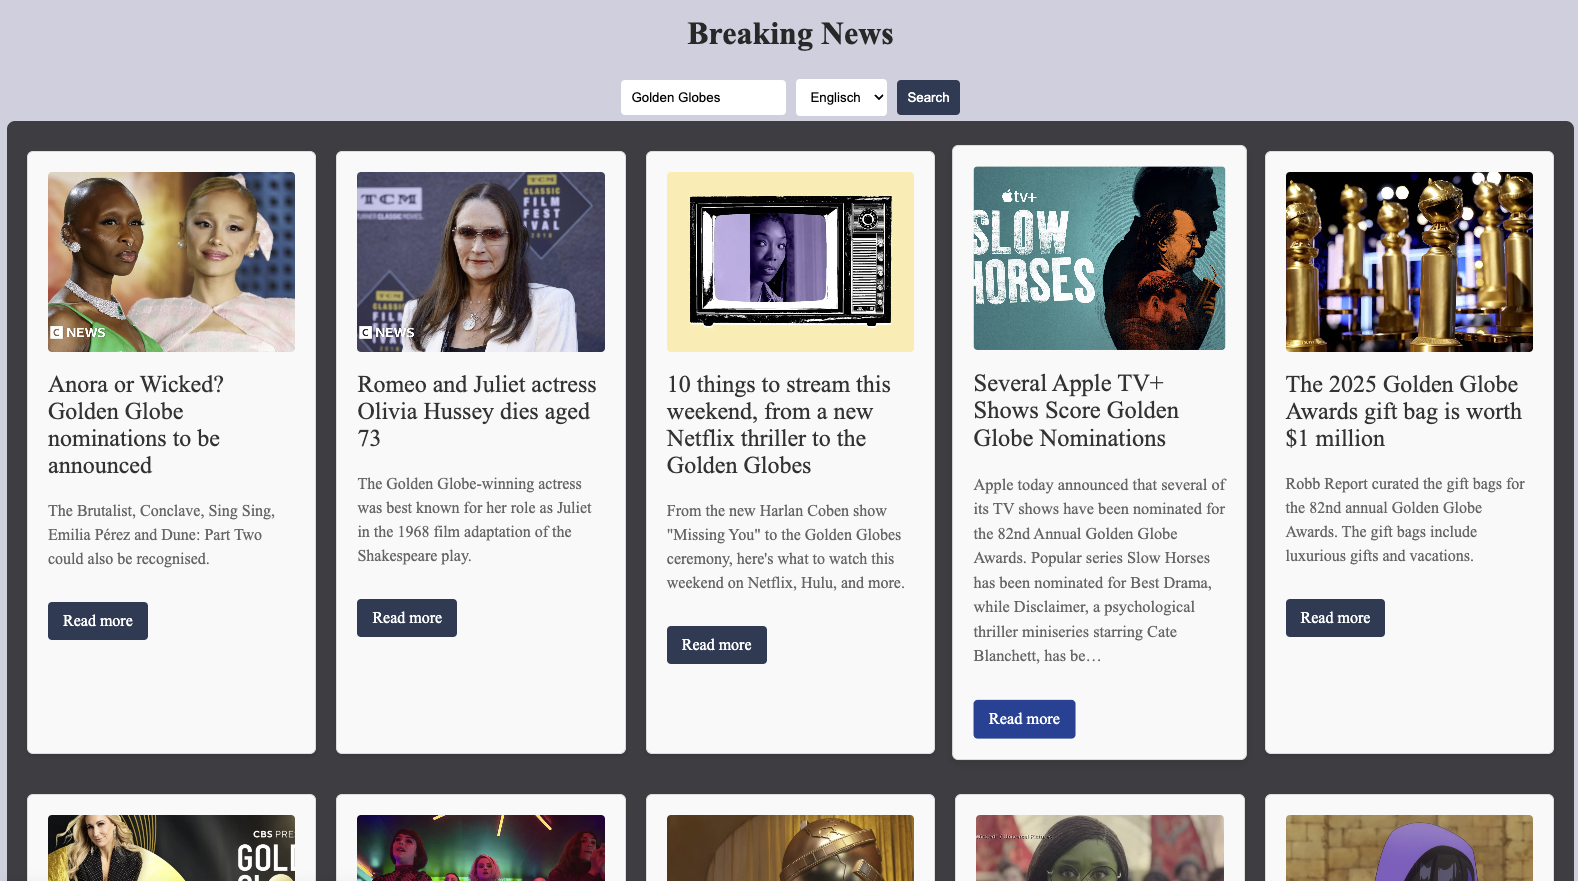 Breaking News
Golden Globes
Englisch
Search
C NEWS
Anora or Wicked?
Golden Globe
nominations to be
announced
The Brutalist, Conclave, Sing Sing,
Emilia Pérez and Dune: Part Two
could also be recognised.
Read more
TCM
CLASSIC MOVIES
TCM
CLASSIC
FILM
FEST
IVAL
2018
TCM
CLASSIC
C NEWS
Romeo and Juliet actress
Olivia Hussey dies aged
73
The Golden Globe-winning actress
was best known for her role as Juliet
in the 1968 film adaptation of the
Shakespeare play.
Read more
10 things to stream this
weekend, from a new
Netflix thriller to the
Golden Globes
From the new Harlan Coben show
"Missing You" to the Golden Globes
ceremony, here's what to watch this
weekend on Netflix, Hulu, and more.
Read more
tv+
SLOW
HORSES
Several Apple TV+
Shows Score Golden
Globe Nominations
Apple today announced that several of
its TV shows have been nominated for
the 82nd Annual Golden Globe
Awards. Popular series Slow Horses
has been nominated for Best Drama,
while Disclaimer, a psychological
thriller miniseries starring Cate
Blanchett, has be…
Read more
The 2025 Golden Globe
Awards gift bag is worth
$1 million
Robb Report curated the gift bags for
the 82nd annual Golden Globe
Awards. The gift bags include
luxurious gifts and vacations.
Read more
CBS PRE
GOL